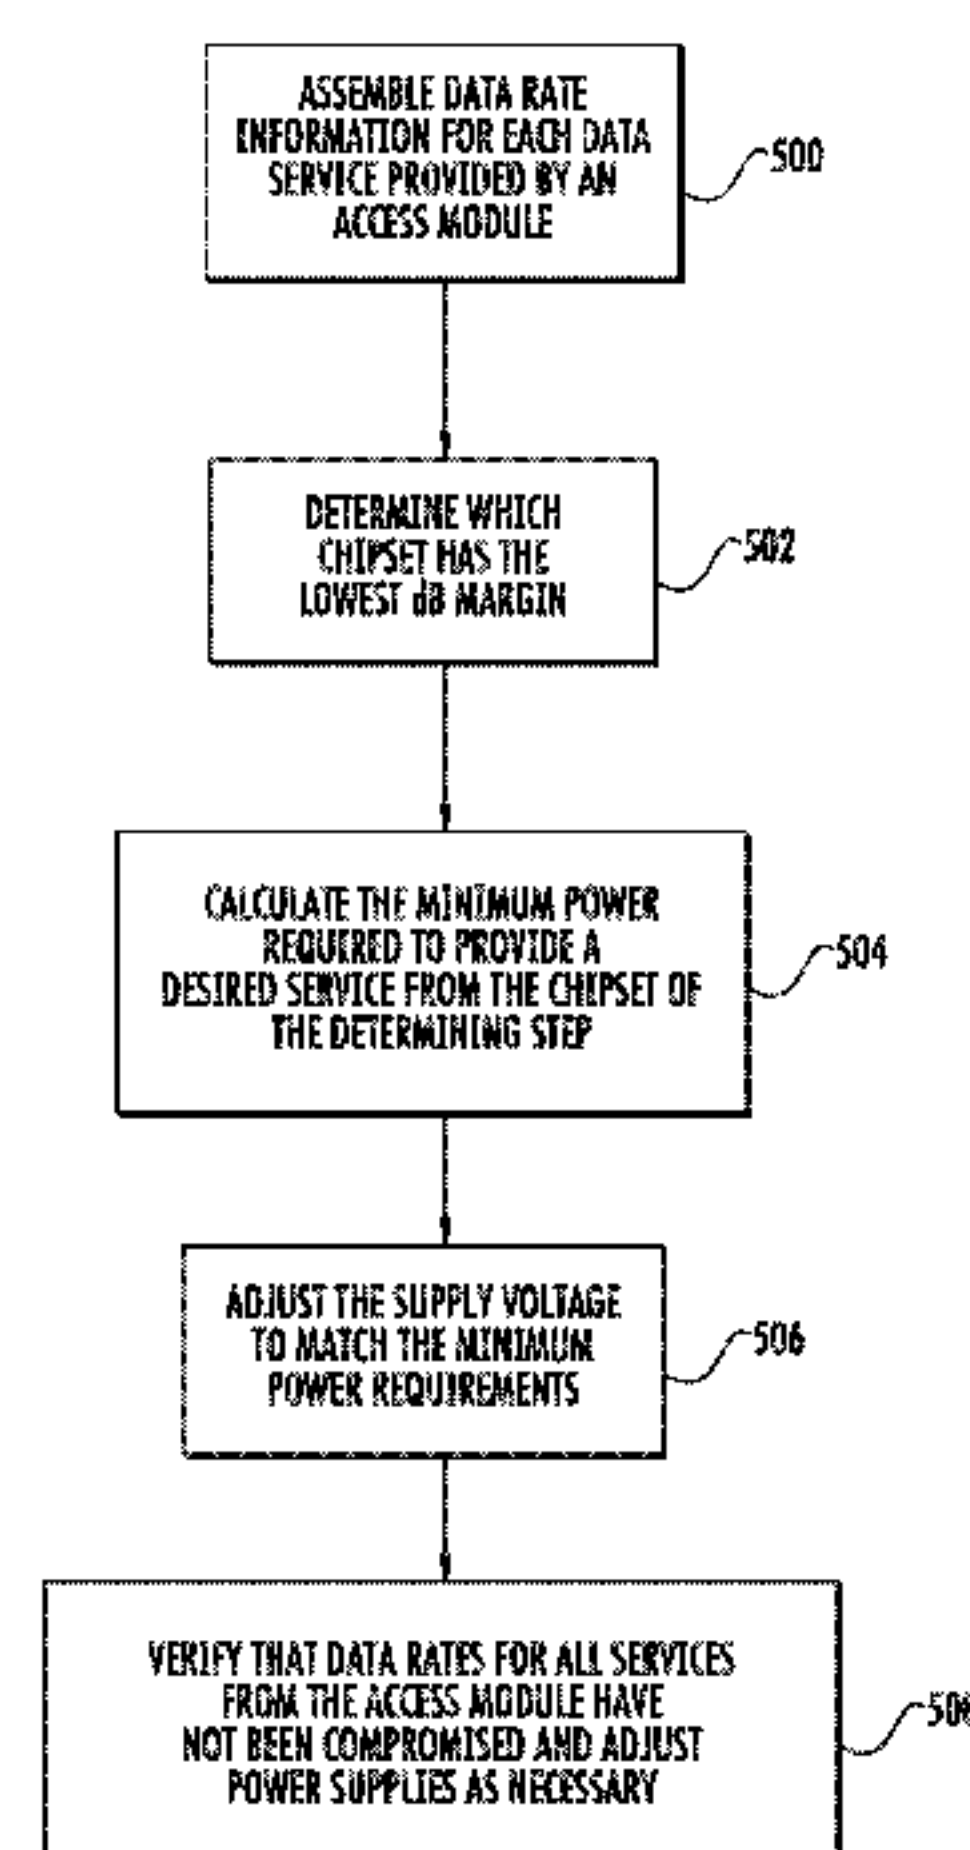 ASSEMBLE DATA RATE
INFORMATION FOR EACH DATA
SERVICE PROVIDED BY AN
ACCESS MODULE
500
DETERMINE WHICH
CHIPSET HAS THE
LOWEST dB MARGIN
502
CALCULATE THE MINIMUM POWER
REQUIRED TO PROVIDE A
DESIRED SERVICE FROM THE CHIPSET OF
THE DETERMINING STEP
504
ADJUST THE SUPPLY VOLTAGE
TO MATCH THE MINIMUM
POWER REQUIREMENTS
506
VERIFY THAT DATA RATES FOR ALL SERVICES
FROM THE ACCESS MODULE HAVE
NOT BEEN COMPROMISED AND ADJUST
POWER SUPPLIES AS NECESSARY